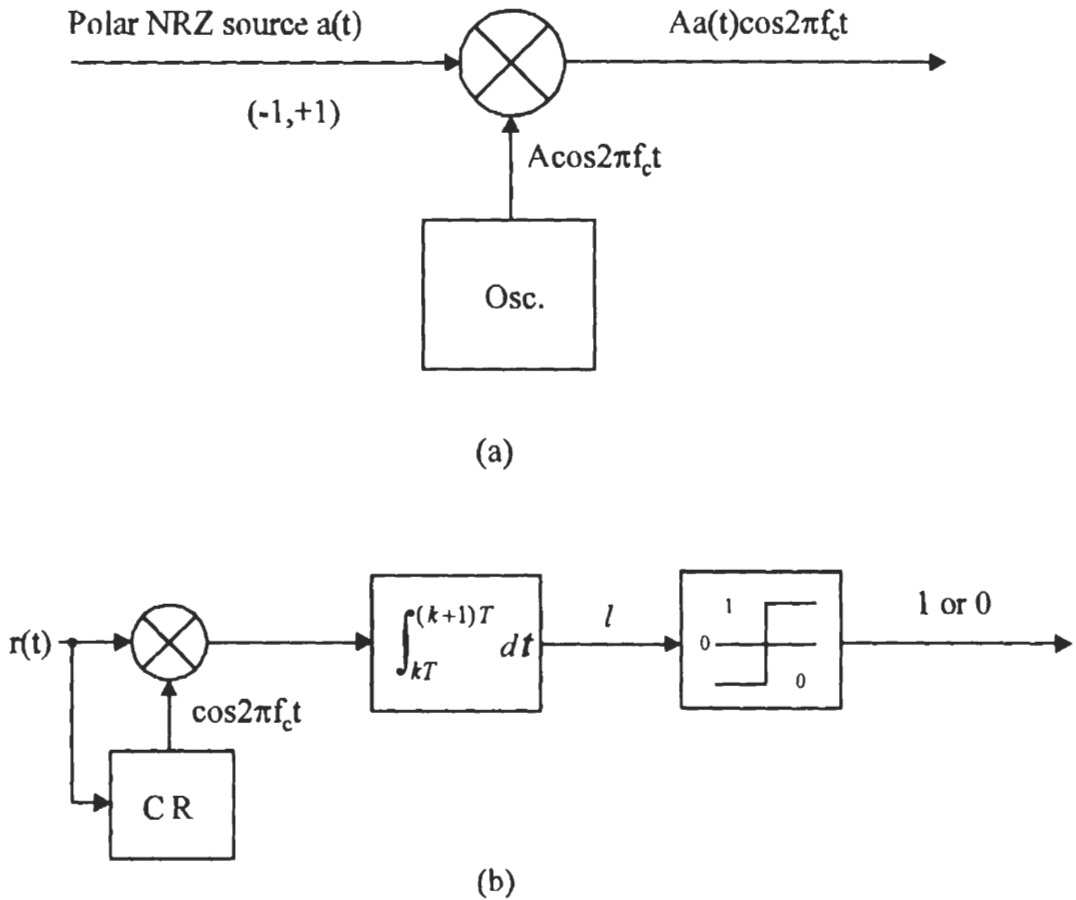 Polar NRZ source a(t)
Aa(t)cos2πf_ct
(-1,+1)
Acos2πf_ct
Osc.
(a)
r(t)
cos2πf_ct
C R
∫_{kT}^{(k+1)T} dt
l
1
0
0
1 or 0
(b)